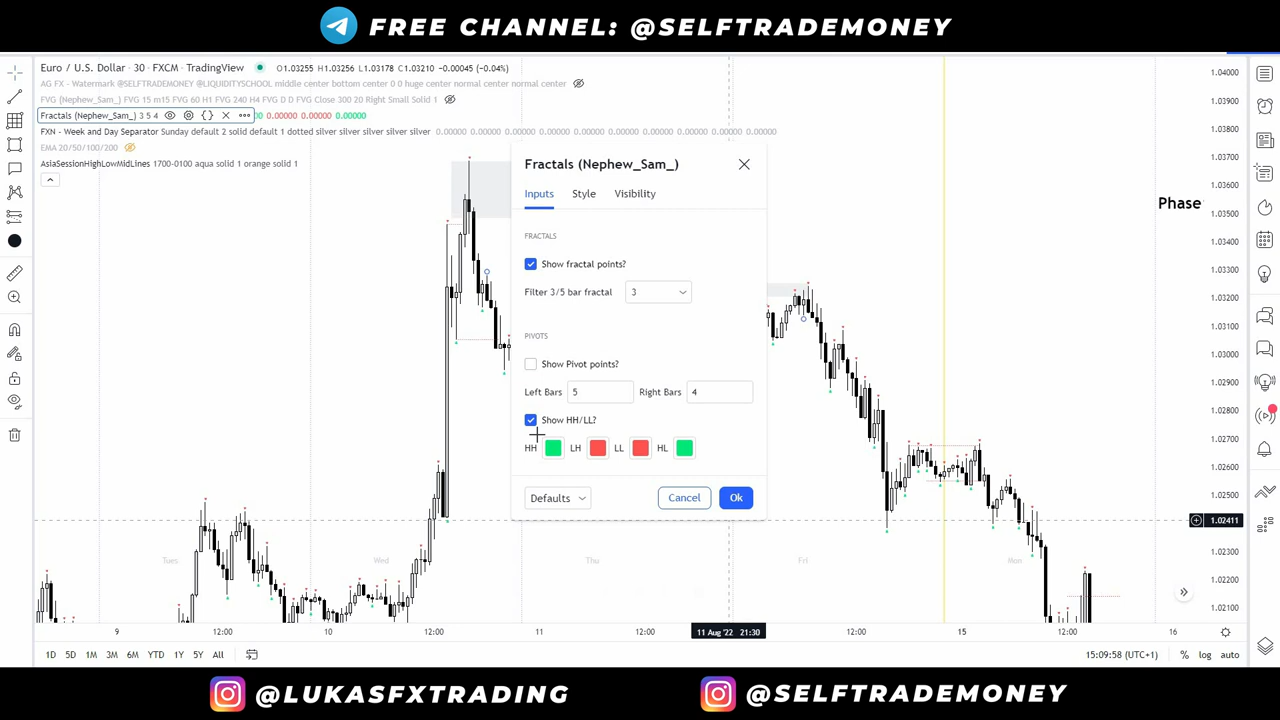 FREE CHANNEL: @SELFTRADEMONEY
Euro / U.S. Dollar · 30 · FXCM · TradingView O1.03255 H1.03256 L1.03178 C1.03210 −0.00045 (−0.04%)
AG FX - Watermark @SELFTRADEMONEY @LIQUIDITYSCHOOL middle center bottom center 0 0 huge center normal center normal center
FVG (Nephew_Sam_) FVG 15 m15 FVG 60 H1 FVG 240 H4 FVG D D FVG Close 300 20 Right Small Solid 1
Fractals (Nephew_Sam_) 3 5 4 0.00000 0.00000
FXN - Week and Day Separator Sunday default 2 solid default 1 dotted silver silver silver silver silver 0.00000 0.00000 0.00000 0.00000 0.00000 0.00000 0.00000 0.00000 0.00000 0.00000
EMA 20/50/100/200
AsiaSessionHighLowMidLines 1700-0100 aqua solid 1 orange solid 1
Fractals (Nephew_Sam_)
Inputs Style Visibility
FRACTALS
Show fractal points?
Filter 3/5 bar fractal 3
PIVOTS
Show Pivot points?
Left Bars 5 Right Bars 4
Show HH/LL?
HH LH LL HL
Defaults Cancel Ok
Phase
1.04000
1.03900
1.03800
1.03700
1.03600
1.03500
1.03400
1.03300
1.03200
1.03100
1.03000
1.02900
1.02800
1.02700
1.02600
1.02500
1.02411
1.02300
1.02200
1.02100
Tues Wed Thu Fri Mon
9 12:00 10 12:00 11 12:00 11 Aug '22 21:30 12:00 15 12:00 16
1D 5D 1M 3M 6M YTD 1Y 5Y All 15:09:58 (UTC+1) % log auto
@LUKASFXTRADING @SELFTRADEMONEY